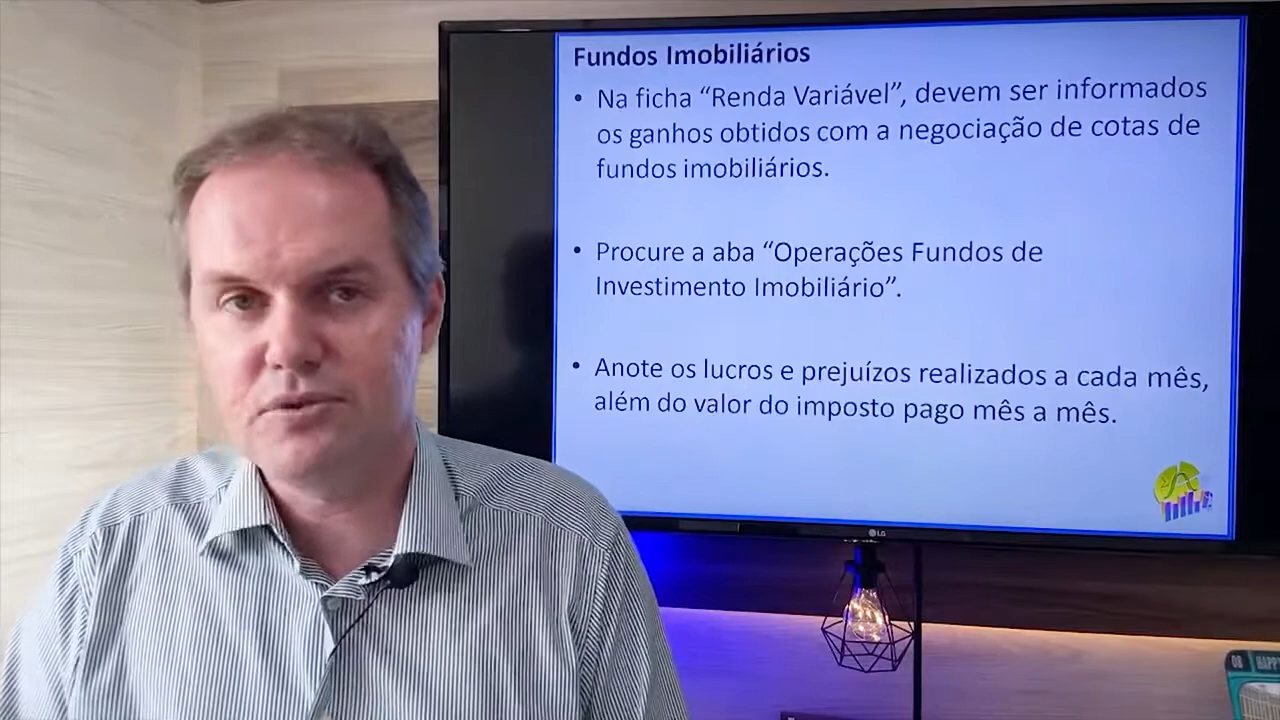 Fundos Imobiliários
• Na ficha “Renda Variável”, devem ser informados
os ganhos obtidos com a negociação de cotas de
fundos imobiliários.
• Procure a aba “Operações Fundos de
Investimento Imobiliário”.
• Anote os lucros e prejuízos realizados a cada mês,
além do valor do imposto pago mês a mês.
LG
08 HAPP